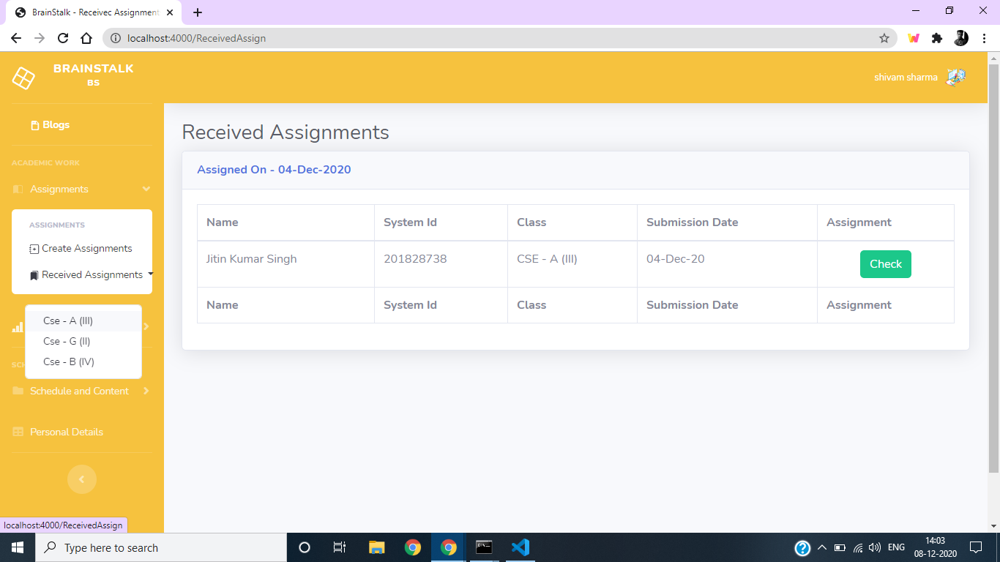 BrainStalk - Receivec Assignment
localhost:4000/ReceivedAssign
BRAINSTALK
BS
shivam sharma
Blogs
ACADEMIC WORK
Assignments
ASSIGNMENTS
Create Assignments
Received Assignments
Cse - A (III)
Cse - G (II)
Cse - B (IV)
Schedule and Content
Personal Details
Received Assignments
Assigned On - 04-Dec-2020
Name System Id Class Submission Date Assignment
Jitin Kumar Singh 201828738 CSE - A (III) 04-Dec-20 Check
Name System Id Class Submission Date Assignment
localhost:4000/ReceivedAssign
Type here to search
ENG
14:03
08-12-2020